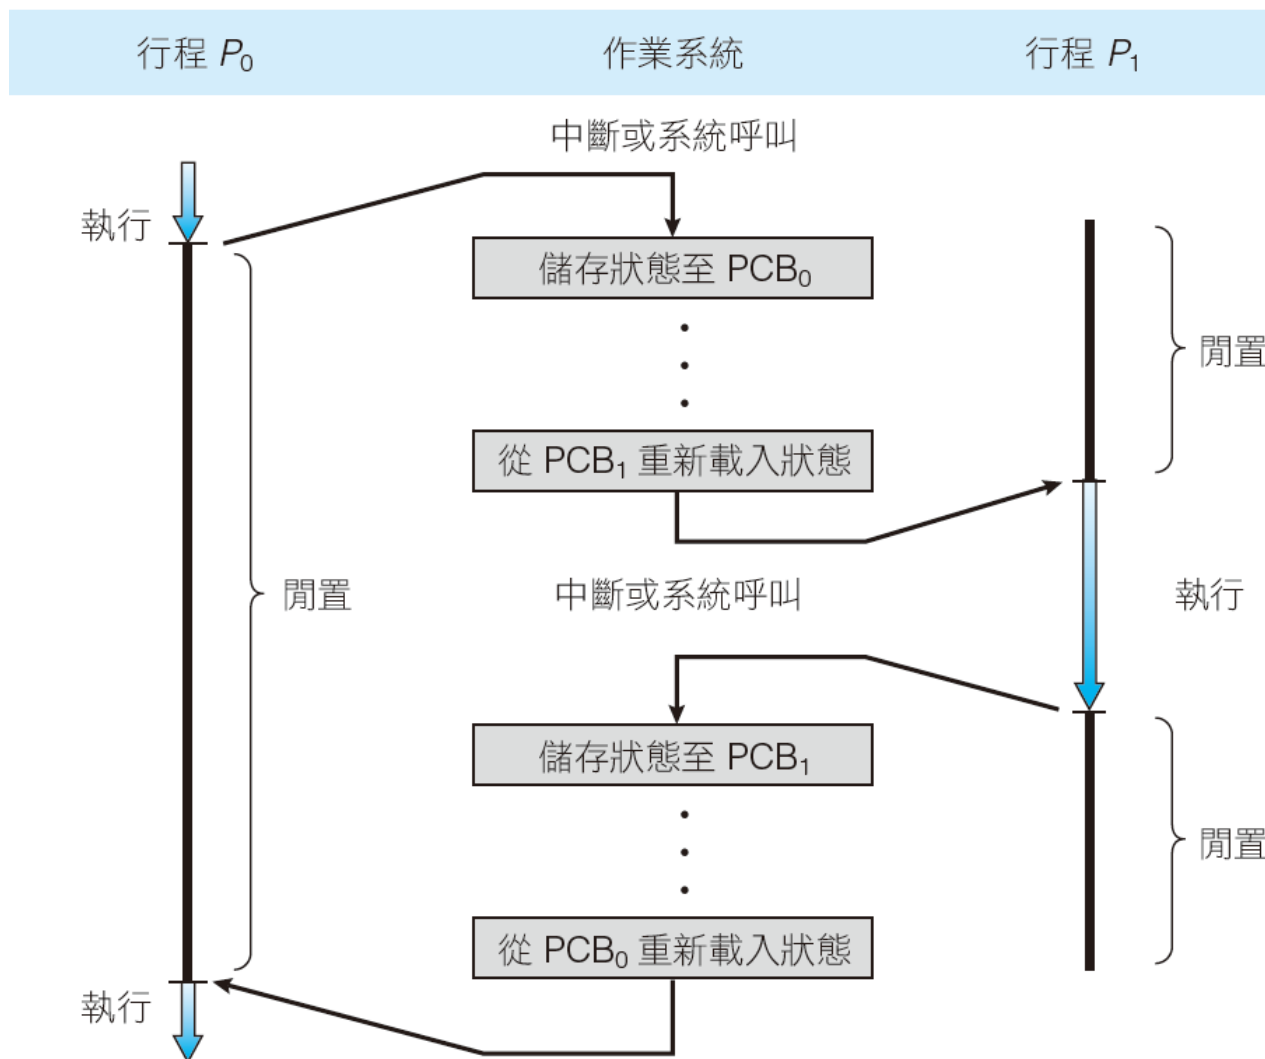 行程 P0
作業系統
行程 P1
中斷或系統呼叫
執行
儲存狀態至 PCB0
閒置
從 PCB1 重新載入狀態
閒置
中斷或系統呼叫
執行
儲存狀態至 PCB1
閒置
從 PCB0 重新載入狀態
執行